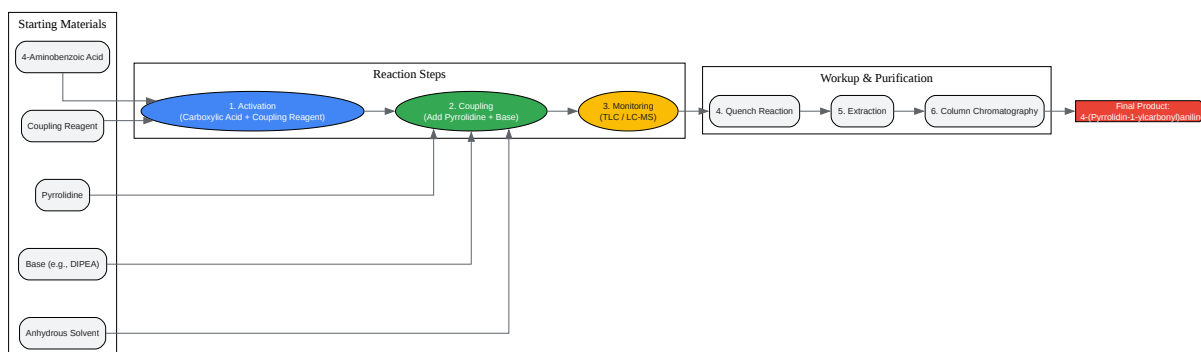 Starting Materials
4-Aminobenzoic Acid
Coupling Reagent
Pyrrolidine
Base (e.g., DIPEA)
Anhydrous Solvent
Reaction Steps
1. Activation
(Carboxylic Acid + Coupling Reagent)
2. Coupling
(Add Pyrrolidine + Base)
3. Monitoring
(TLC / LC-MS)
Workup & Purification
4. Quench Reaction
5. Extraction
6. Column Chromatography
Final Product:
4-(Pyrrolidin-1-ylcarbonyl)anilin